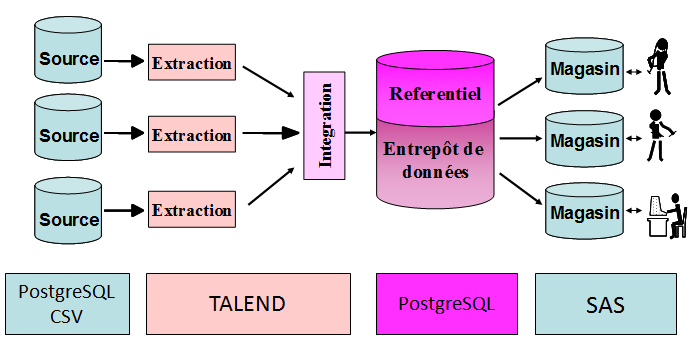 Source
Extraction
Magasin
Source
Extraction
Integration
Referentiel
Entrepôt de
données
Magasin
Source
Extraction
Magasin
PostgreSQL
CSV
TALEND
PostgreSQL
SAS